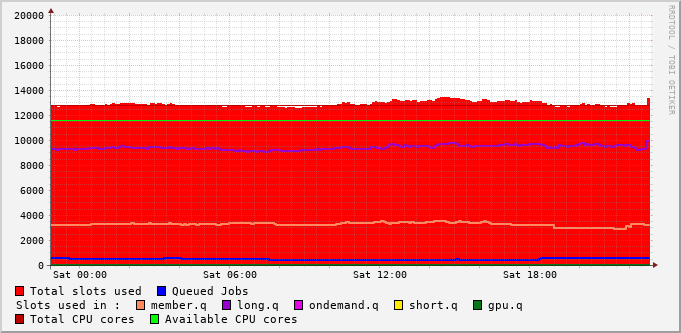 20000
18000
16000
14000
12000
10000
8000
6000
4000
2000
0
Sat 00:00 Sat 06:00 Sat 12:00 Sat 18:00
RRDTOOL / TOBI OETIKER
Total slots used Queued Jobs
Slots used in : member.q long.q ondemand.q short.q gpu.q
Total CPU cores Available CPU cores